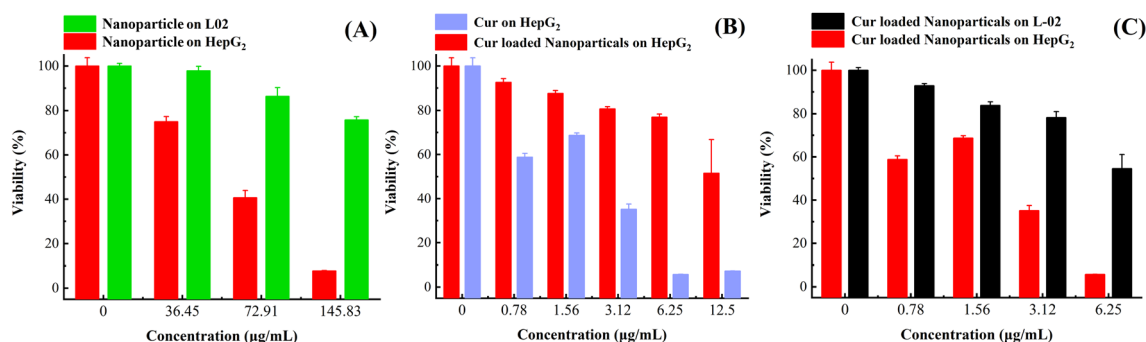 Nanoparticle on L02
Nanoparticle on HepG2
(A)
100
80
60
40
20
0
Viability (%)
0 36.45 72.91 145.83
Concentration (μg/mL)
Cur on HepG2
Cur loaded Nanoparticals on HepG2
(B)
100
80
60
40
20
0
Viability (%)
0 0.78 1.56 3.12 6.25 12.5
Concentration (μg/mL)
Cur loaded Nanoparticals on L-02
Cur loaded Nanoparticals on HepG2
(C)
100
80
60
40
20
0
Viability (%)
0 0.78 1.56 3.12 6.25
Concentration (μg/mL)